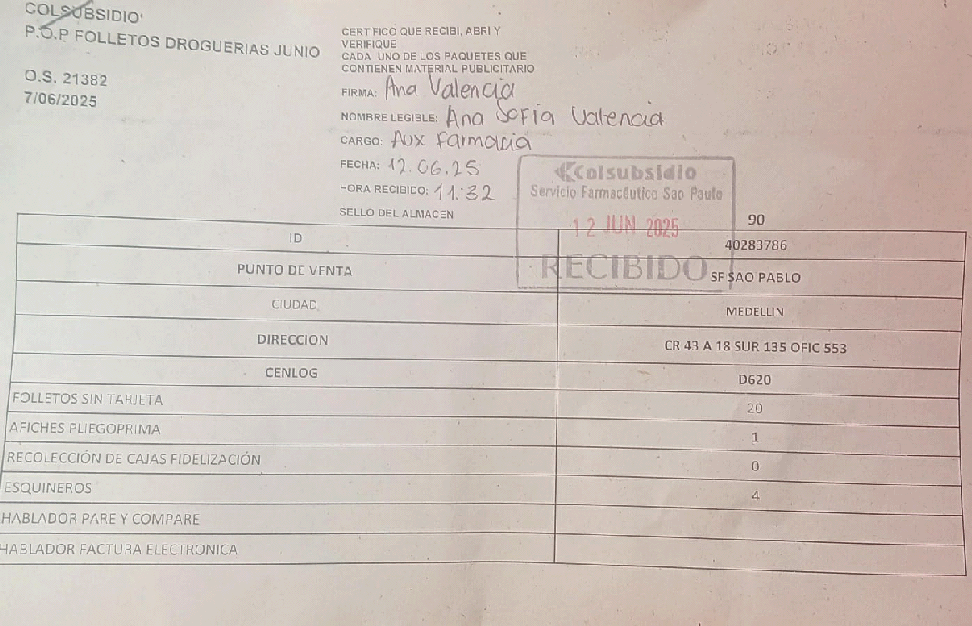 COLSUBSIDIO
P.O.P FOLLETOS DROGUERIAS JUNIO
O.S. 21382
7/06/2025
CERTIFICO QUE RECIBI, ABRI Y
VERIFIQUE
CADA UNO DE LOS PAQUETES QUE
CONTIENEN MATERIAL PUBLICITARIO
FIRMA: Ana Valencia
NOMBRE LEGIBLE: Ana Sofia Valencia
CARGO: Aux Farmacia
FECHA: 12.06.25
HORA RECIBIDO: 11:32
SELLO DEL ALMACEN
Colsubsidio
Servicio Farmacéutico Sao Paulo
12 JUN 2025
RECIBIDO
90
ID 40283786
PUNTO DE VENTA SF SAO PABLO
CIUDAD MEDELLIN
DIRECCION CR 43 A 18 SUR 135 OFIC 553
CENLOG D620
FOLLETOS SIN TARJETA 20
AFICHES PLIEGOPRIMA 1
RECOLECCIÓN DE CAJAS FIDELIZACIÓN 0
ESQUINEROS 4
HABLADOR PARE Y COMPARE
HABLADOR FACTURA ELECTRONICA